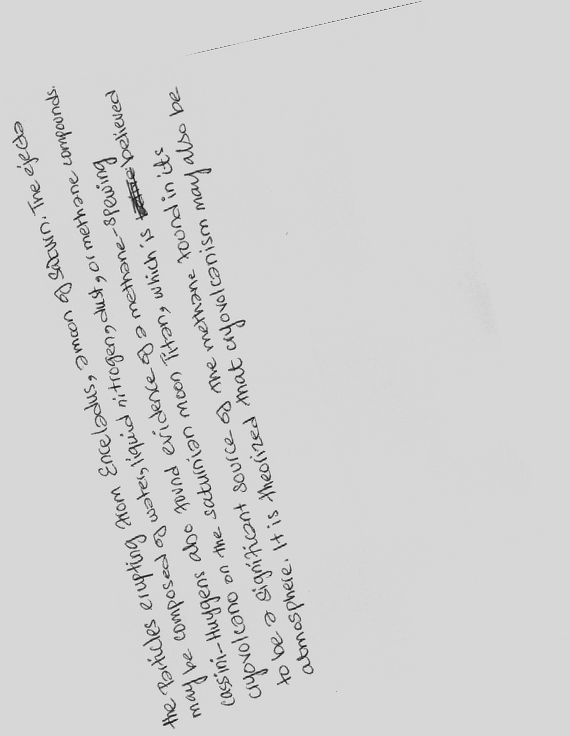 the Particles erupting from Enceladus, a moon of Saturn. The ejecta
may be composed of water, liquid nitrogen, dust, or methane compounds.
cassini-Huygens also found evidence of a methane-spewing
cryovolcano on the saturnian moon Titan, which is believed
to be a significant source of the methane found in its
atmosphere. It is theorized that cryovolcanism may also be